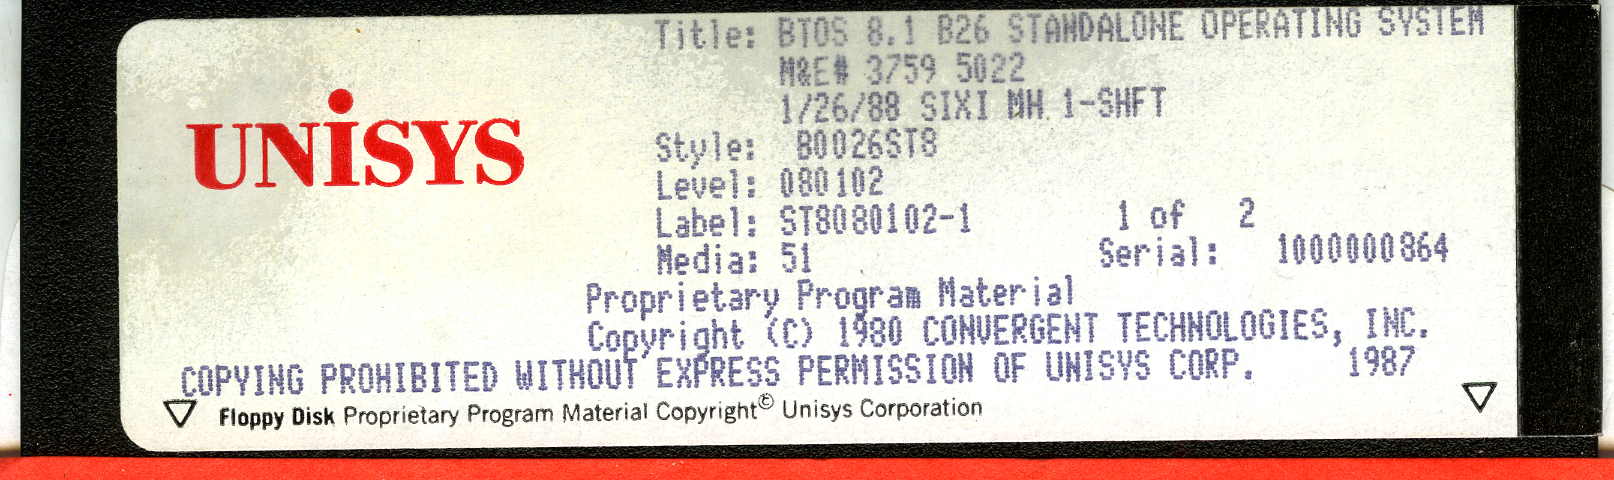 Title: BTOS 8.1 B26 STANDALONE OPERATING SYSTEM
M&E# 3759 5022
1/26/88 SIXI MH 1-SHFT
UNiSYS
Style: B0026ST8
Level: 080102
Label: ST8080102-1 1 of 2
Media: 51 Serial: 1000000864
Proprietary Program Material
Copyright (C) 1980 CONVERGENT TECHNOLOGIES, INC.
COPYING PROHIBITED WITHOUT EXPRESS PERMISSION OF UNISYS CORP. 1987
Floppy Disk Proprietary Program Material Copyright© Unisys Corporation